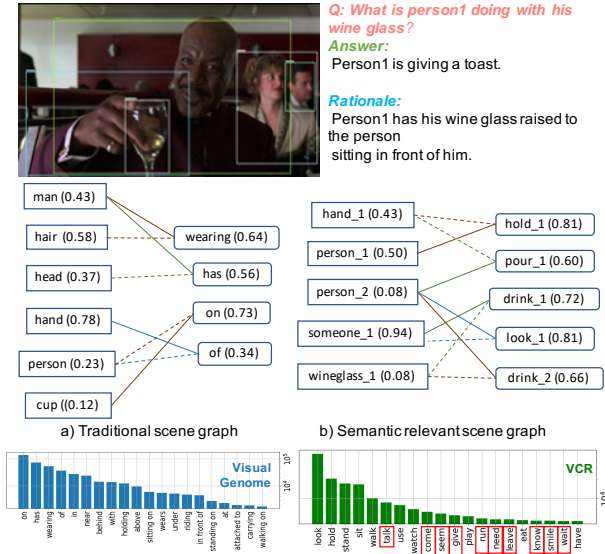 Q: What is person1 doing with his
wine glass?
Answer:
Person1 is giving a toast.
Rationale:
Person1 has his wine glass raised to
the person
sitting in front of him.
man (0.43)
hair (0.58)
head (0.37)
hand (0.78)
person (0.23)
cup ((0.12)
wearing (0.64)
has (0.56)
on (0.73)
of (0.34)
a) Traditional scene graph
hand_1 (0.43)
person_1 (0.50)
person_2 (0.08)
someone_1 (0.94)
wineglass_1 (0.08)
hold_1 (0.81)
pour_1 (0.60)
drink_1 (0.72)
look_1 (0.81)
drink_2 (0.66)
b) Semantic relevant scene graph
Visual
Genome
10⁵
10⁴
on
has
wearing
of
in
near
behind
with
holding
above
sitting on
wears
under
riding
in front of
standing on
at
attached to
carrying
walking on
VCR
10⁴
look
hold
stand
sit
walk
talk
use
watch
come
seem
give
play
run
need
leave
eat
know
smile
wait
have